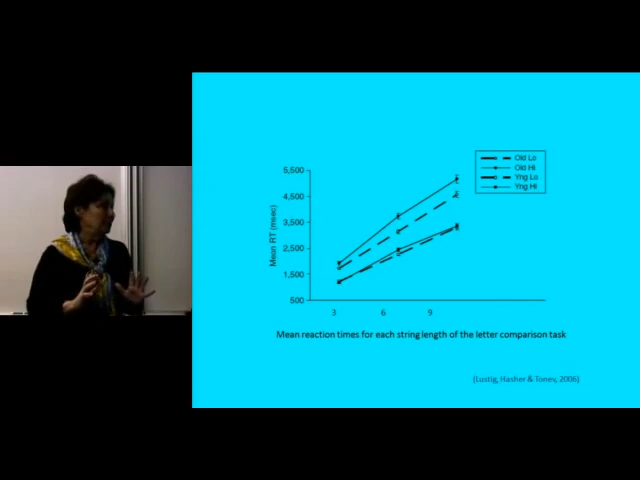 Old Lo
Old Hi
Yng Lo
Yng Hi
5,500
4,500
3,500
2,500
1,500
500
Mean RT (msec)
3 6 9
Mean reaction times for each string length of the letter comparison task
(Lustig, Hasher & Toney, 2006)